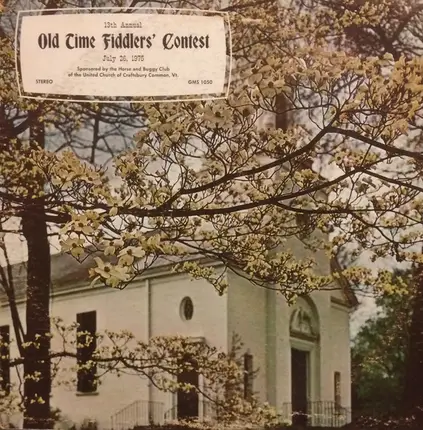 13th Annual
Old Time Fiddlers' Contest
July 26, 1975
Sponsored by the Horse and Buggy Club
of the United Church of Craftsbury Common, Vt.
STEREO
GMS 1050